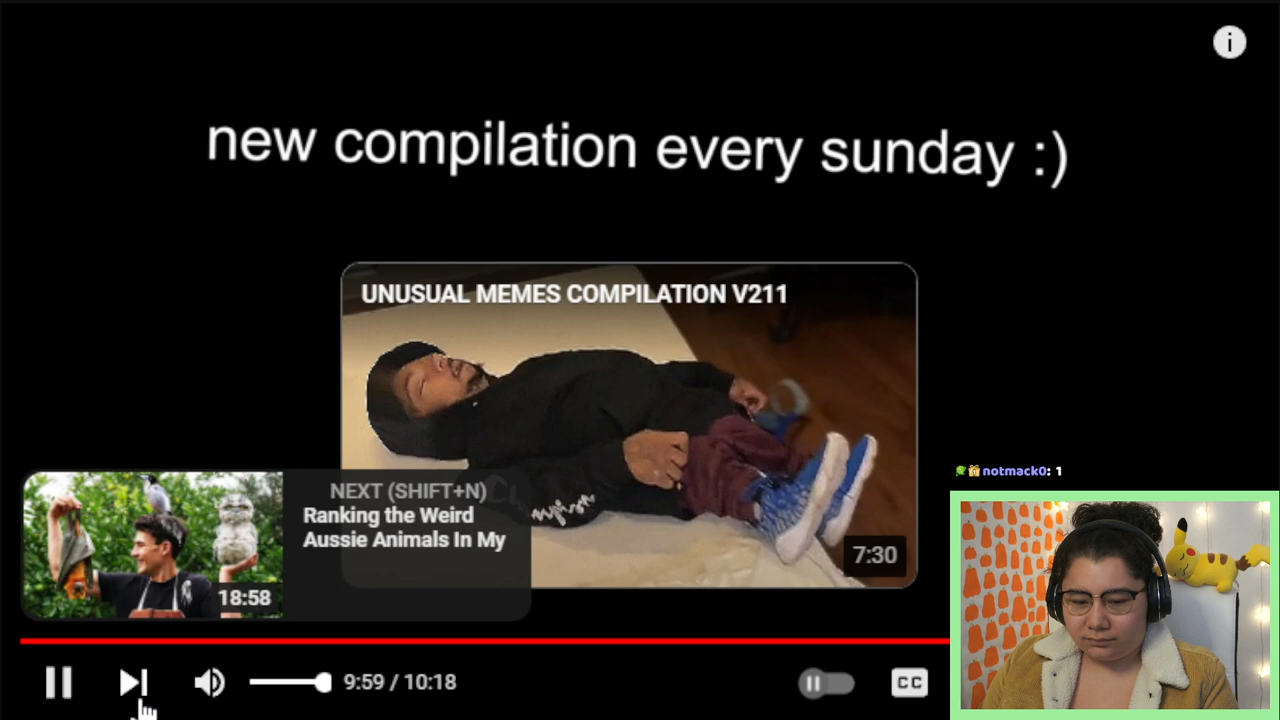 i
new compilation every sunday :)
UNUSUAL MEMES COMPILATION V211
NEXT (SHIFT+N)
Ranking the Weird
Aussie Animals In My
18:58
7:30
notmack0: 1
9:59 / 10:18
CC